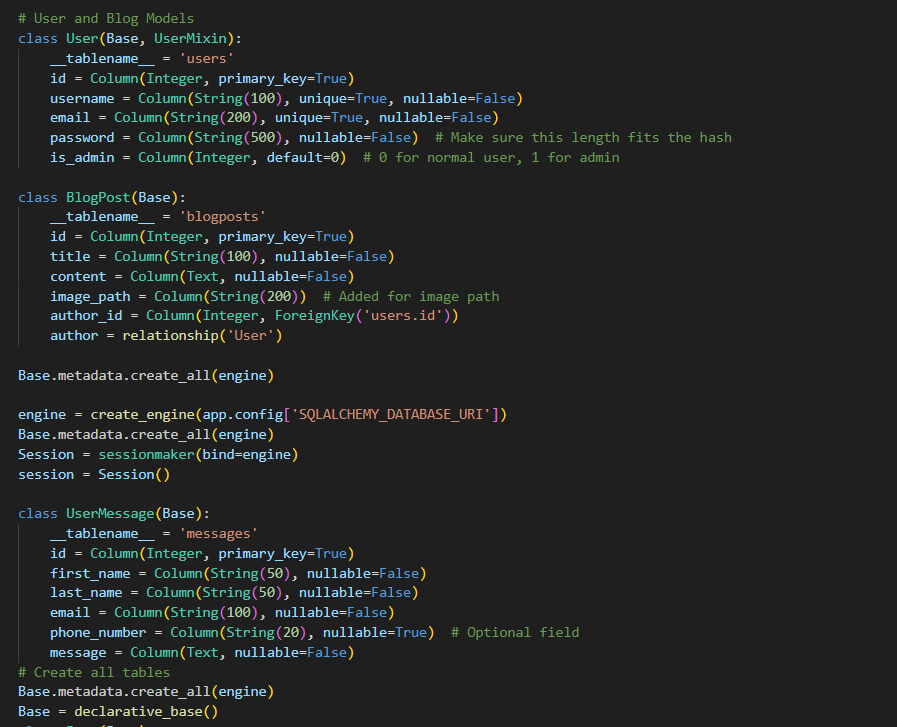 # User and Blog Models
class User(Base, UserMixin):
    __tablename__ = 'users'
    id = Column(Integer, primary_key=True)
    username = Column(String(100), unique=True, nullable=False)
    email = Column(String(200), unique=True, nullable=False)
    password = Column(String(500), nullable=False)  # Make sure this length fits the hash
    is_admin = Column(Integer, default=0)  # 0 for normal user, 1 for admin

class BlogPost(Base):
    __tablename__ = 'blogposts'
    id = Column(Integer, primary_key=True)
    title = Column(String(100), nullable=False)
    content = Column(Text, nullable=False)
    image_path = Column(String(200))  # Added for image path
    author_id = Column(Integer, ForeignKey('users.id'))
    author = relationship('User')

Base.metadata.create_all(engine)

engine = create_engine(app.config['SQLALCHEMY_DATABASE_URI'])
Base.metadata.create_all(engine)
Session = sessionmaker(bind=engine)
session = Session()

class UserMessage(Base):
    __tablename__ = 'messages'
    id = Column(Integer, primary_key=True)
    first_name = Column(String(50), nullable=False)
    last_name = Column(String(50), nullable=False)
    email = Column(String(100), nullable=False)
    phone_number = Column(String(20), nullable=True)  # Optional field
    message = Column(Text, nullable=False)
# Create all tables
Base.metadata.create_all(engine)
Base = declarative_base()